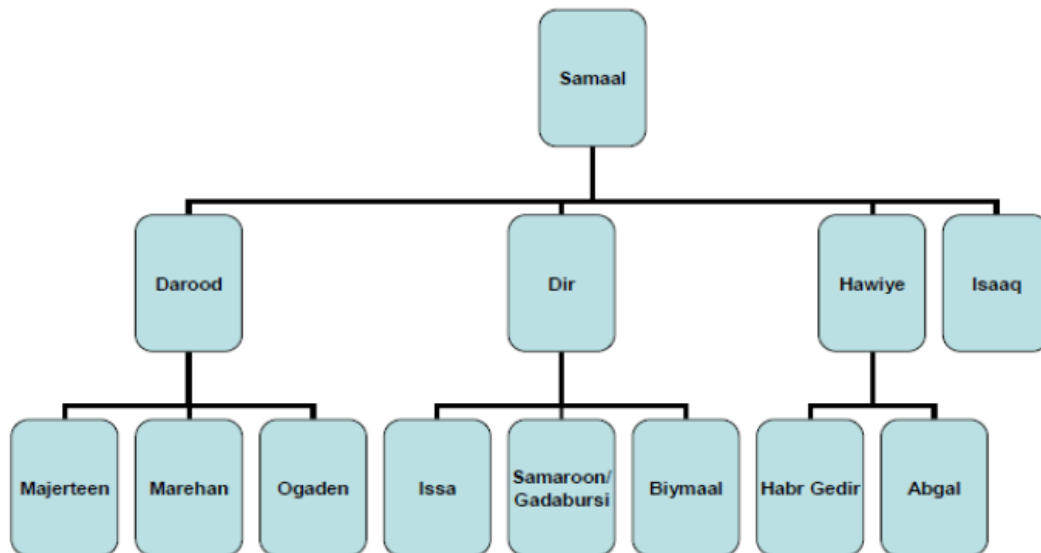 Samaal
Darood
Dir
Hawiye
Isaaq
Majerteen
Marehan
Ogaden
Issa
Samaroon/
Gadabursi
Biymaal
Habr Gedir
Abgal